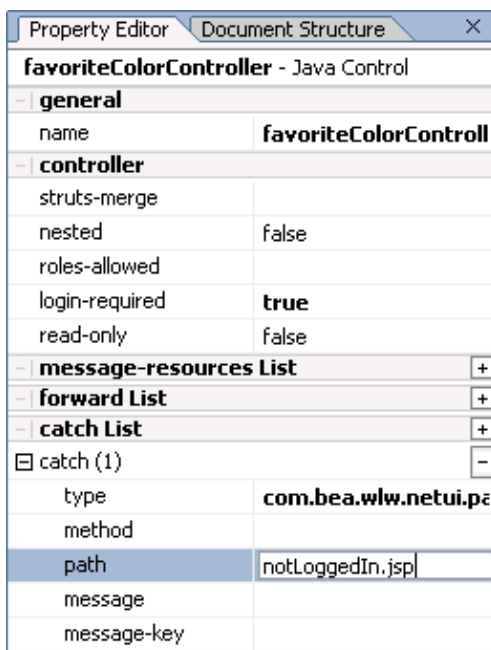 Property Editor Document Structure
favoriteColorController - Java Control
general
name favoriteColorControll
controller
struts-merge
nested false
roles-allowed
login-required true
read-only false
message-resources List
forward List
catch List
catch (1)
type com.bea.wlw.netui.pa
method
path notLoggedIn.jsp
message
message-key